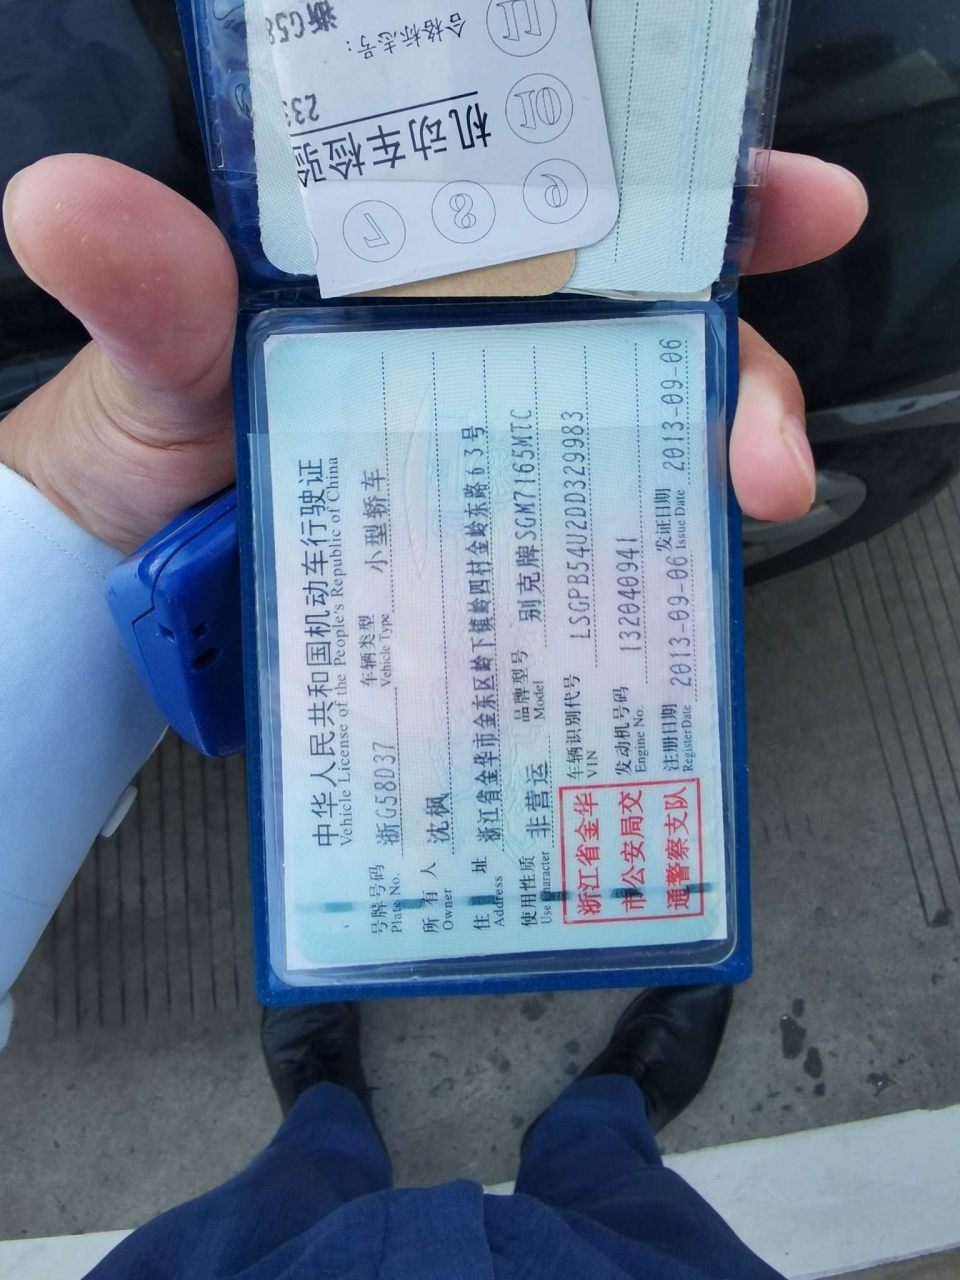 中华人民共和国机动车行驶证
Vehicle License of the People's Republic of China
号牌号码 浙G58D37 车辆类型 小型轿车
Plate No. Vehicle Type
所有人 沈枫
Owner
住址 浙江省金华市金东区岭下镇岭四村金岭东路63号
Address
使用性质 非营运 品牌型号 别克牌SGM7165MTC
Use Character Model
浙江省金华
市公安局交
通警察支队
车辆识别代号 LSGPB54U2DD329983
VIN
发动机号码 132040941
Engine No.
注册日期 2013-09-06 发证日期 2013-09-06
Register Date Issue Date
机动车检验
合格标志号:
浙G58